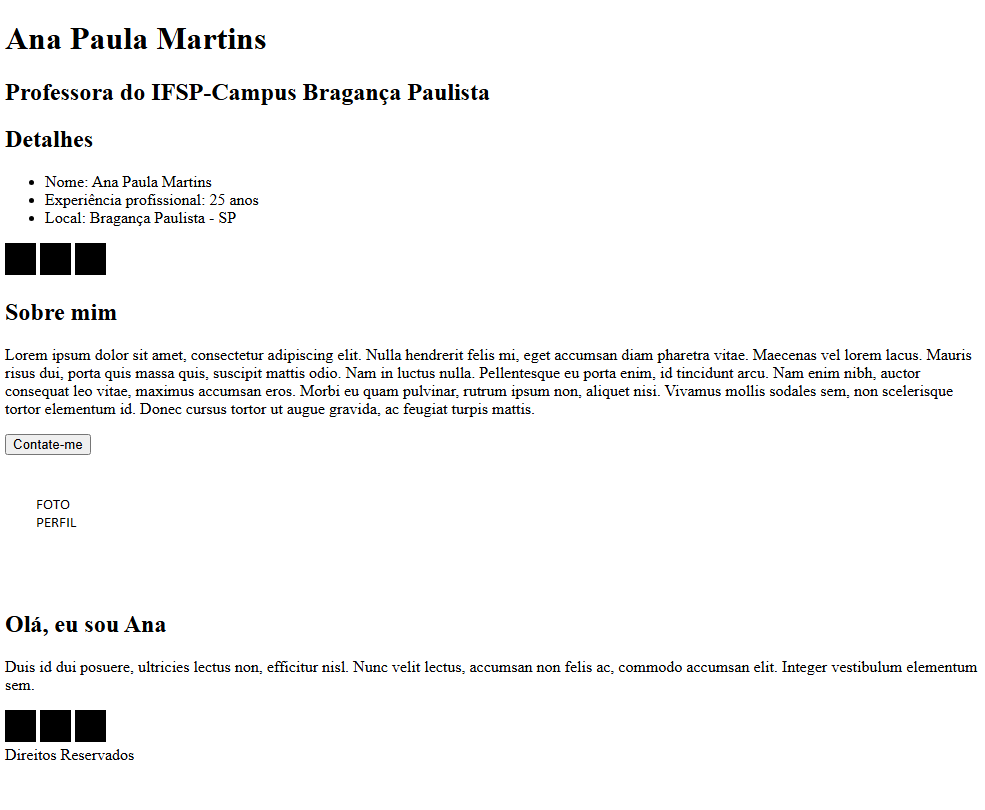 Ana Paula Martins
Professora do IFSP-Campus Bragança Paulista
Detalhes
Nome: Ana Paula Martins
Experiência profissional: 25 anos
Local: Bragança Paulista - SP
Sobre mim
Lorem ipsum dolor sit amet, consectetur adipiscing elit. Nulla hendrerit felis mi, eget accumsan diam pharetra vitae. Maecenas vel lorem lacus. Mauris
risus dui, porta quis massa quis, suscipit mattis odio. Nam in luctus nulla. Pellentesque eu porta enim, id tincidunt arcu. Nam enim nibh, auctor
consequat leo vitae, maximus accumsan eros. Morbi eu quam pulvinar, rutrum ipsum non, aliquet nisi. Vivamus mollis sodales sem, non scelerisque
tortor elementum id. Donec cursus tortor ut augue gravida, ac feugiat turpis mattis.
Contate-me
FOTO
PERFIL
Olá, eu sou Ana
Duis id dui posuere, ultricies lectus non, efficitur nisl. Nunc velit lectus, accumsan non felis ac, commodo accumsan elit. Integer vestibulum elementum
sem.
Direitos Reservados